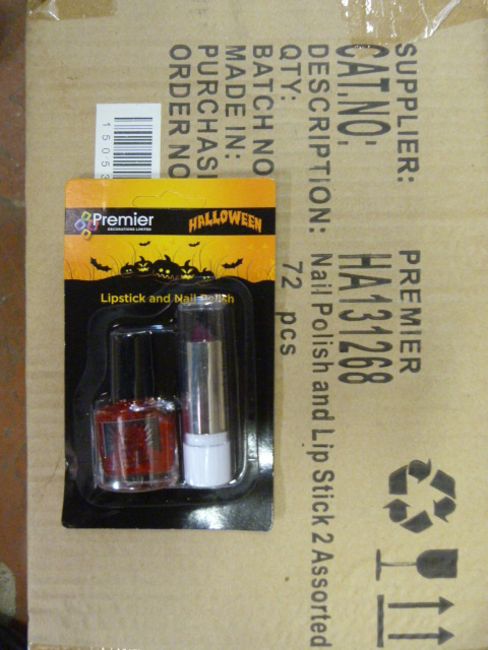 SUPPLIER: PREMIER
CAT.NO: HA131268
DESCRIPTION: Nail Polish and Lip Stick 2 Assorted
QTY: 72 pcs
BATCH NO
MADE IN:
PURCHAS
ORDER NO
Premier
DECORATIONS LIMITED
HALLOWEEN
Lipstick and Nail Polish